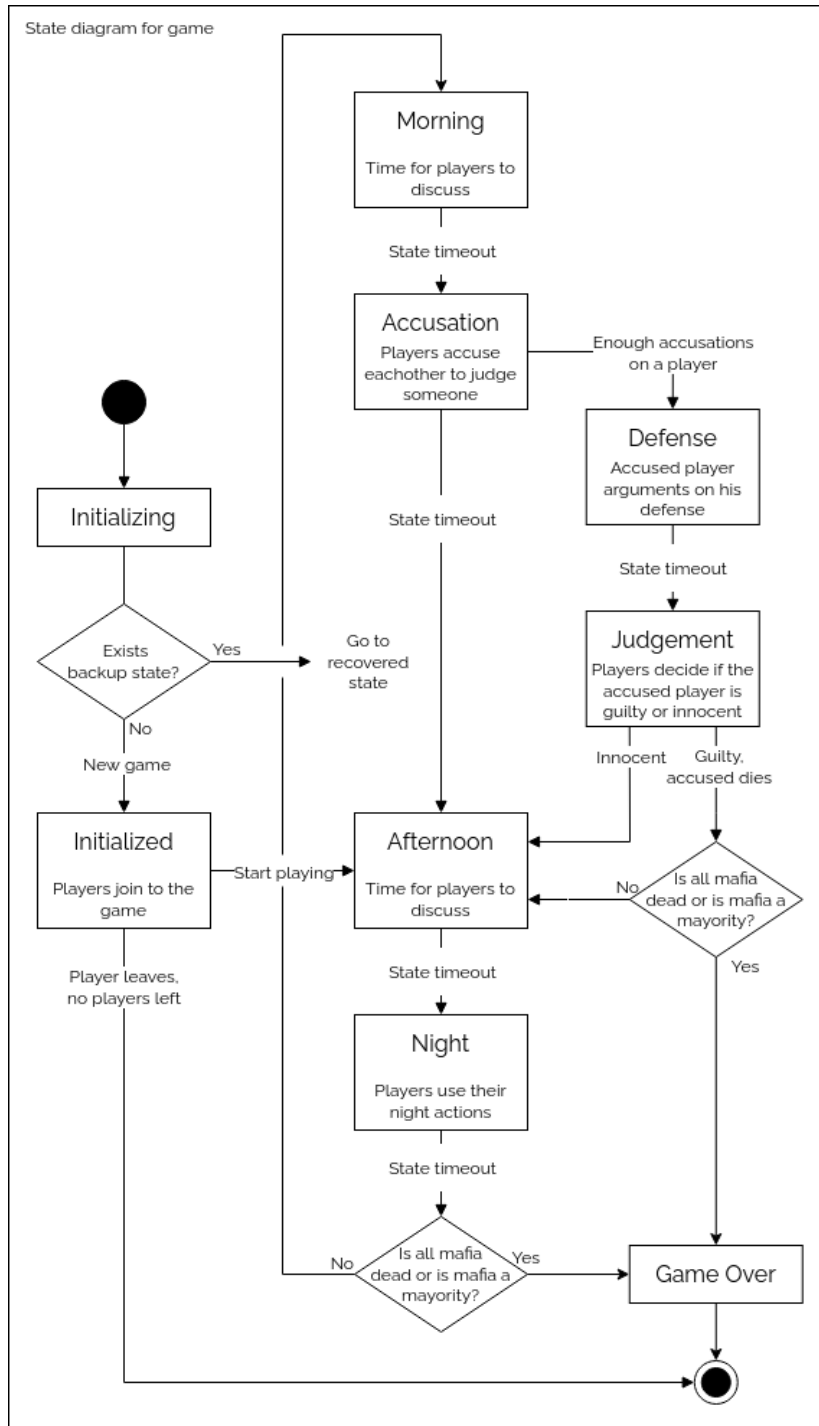 State diagram for game
Morning
Time for players to
discuss
State timeout
Accusation
Players accuse
eachother to judge
someone
Enough accusations
on a player
Defense
Accused player
arguments on his
defense
Initializing
State timeout
State timeout
Judgement
Players decide if the
accused player is
guilty or innocent
Exists
backup state?
Yes
Go to
recovered
state
No
New game
Innocent
Guilty,
accused dies
Initialized
Players join to the
game
Start playing
Afternoon
Time for players to
discuss
Is all mafia
dead or is mafia a
mayority?
No
Yes
Player leaves,
no players left
State timeout
Night
Players use their
night actions
State timeout
Is all mafia
dead or is mafia a
mayority?
No
Yes
Game Over